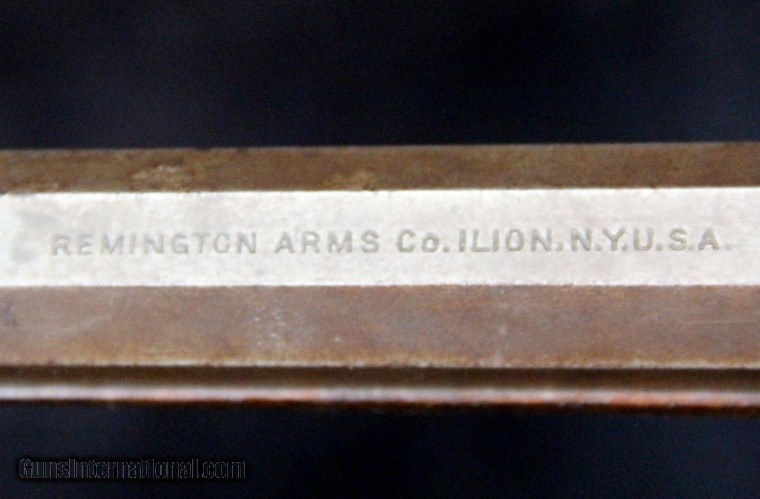 REMINGTON ARMS Co. ILION. N.Y. U.S.A.
GunsInternational.com